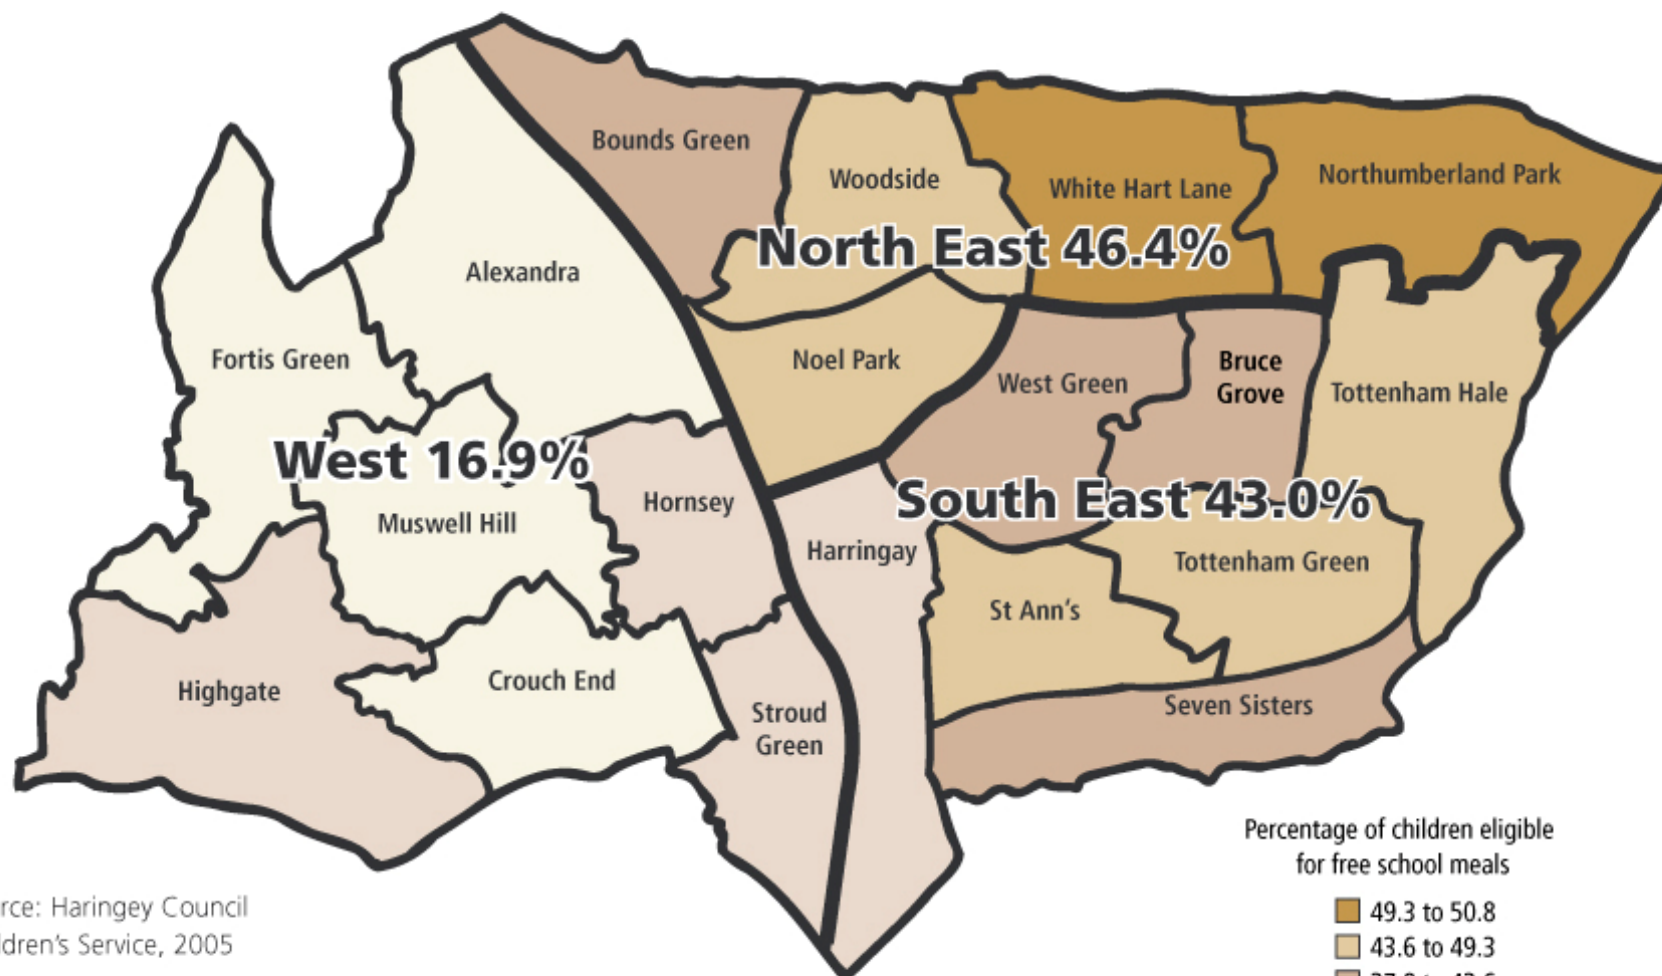 Bounds Green
Woodside
White Hart Lane
Northumberland Park
North East 46.4%
Alexandra
Fortis Green
Noel Park
West Green
Bruce
Grove
Tottenham Hale
West 16.9%
Hornsey
South East 43.0%
Muswell Hill
Harringay
Tottenham Green
St Ann's
Highgate
Crouch End
Stroud
Green
Seven Sisters
Percentage of children eligible
for free school meals
49.3 to 50.8
43.6 to 49.3
rce: Haringey Council
ldren's Service, 2005